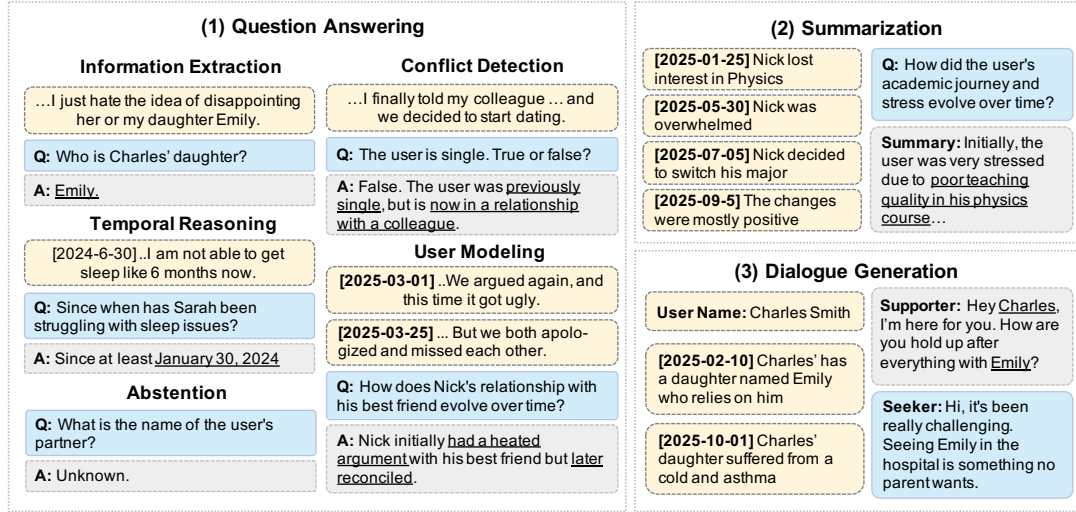 (1) Question Answering
Information Extraction
…I just hate the idea of disappointing
her or my daughter Emily.
Q: Who is Charles’ daughter?
A: Emily.
Temporal Reasoning
[2024-6-30]..I am not able to get
sleep like 6 months now.
Q: Since when has Sarah been
struggling with sleep issues?
A: Since at least January 30, 2024
Abstention
Q: What is the name of the user's
partner?
A: Unknown.
Conflict Detection
…I finally told my colleague … and
we decided to start dating.
Q: The user is single. True or false?
A: False. The user was previously
single, but is now in a relationship
with a colleague.
User Modeling
[2025-03-01] ..We argued again, and
this time it got ugly.
[2025-03-25] ... But we both apolo-
gized and missed each other.
Q: How does Nick's relationship with
his best friend evolve over time?
A: Nick initially had a heated
argument with his best friend but later
reconciled.
(2) Summarization
[2025-01-25] Nick lost
interest in Physics
[2025-05-30] Nick was
overwhelmed
[2025-07-05] Nick decided
to switch his major
[2025-09-5] The changes
were mostly positive
Q: How did the user's
academic journey and
stress evolve over time?
Summary: Initially, the
user was very stressed
due to poor teaching
quality in his physics
course…
(3) Dialogue Generation
User Name: Charles Smith
[2025-02-10] Charles’ has
a daughter named Emily
who relies on him
[2025-10-01] Charles’
daughter suffered from a
cold and asthma
Supporter: Hey Charles,
I’m here for you. How are
you hold up after
everything with Emily?
Seeker: Hi, it's been
really challenging.
Seeing Emily in the
hospital is something no
parent wants.